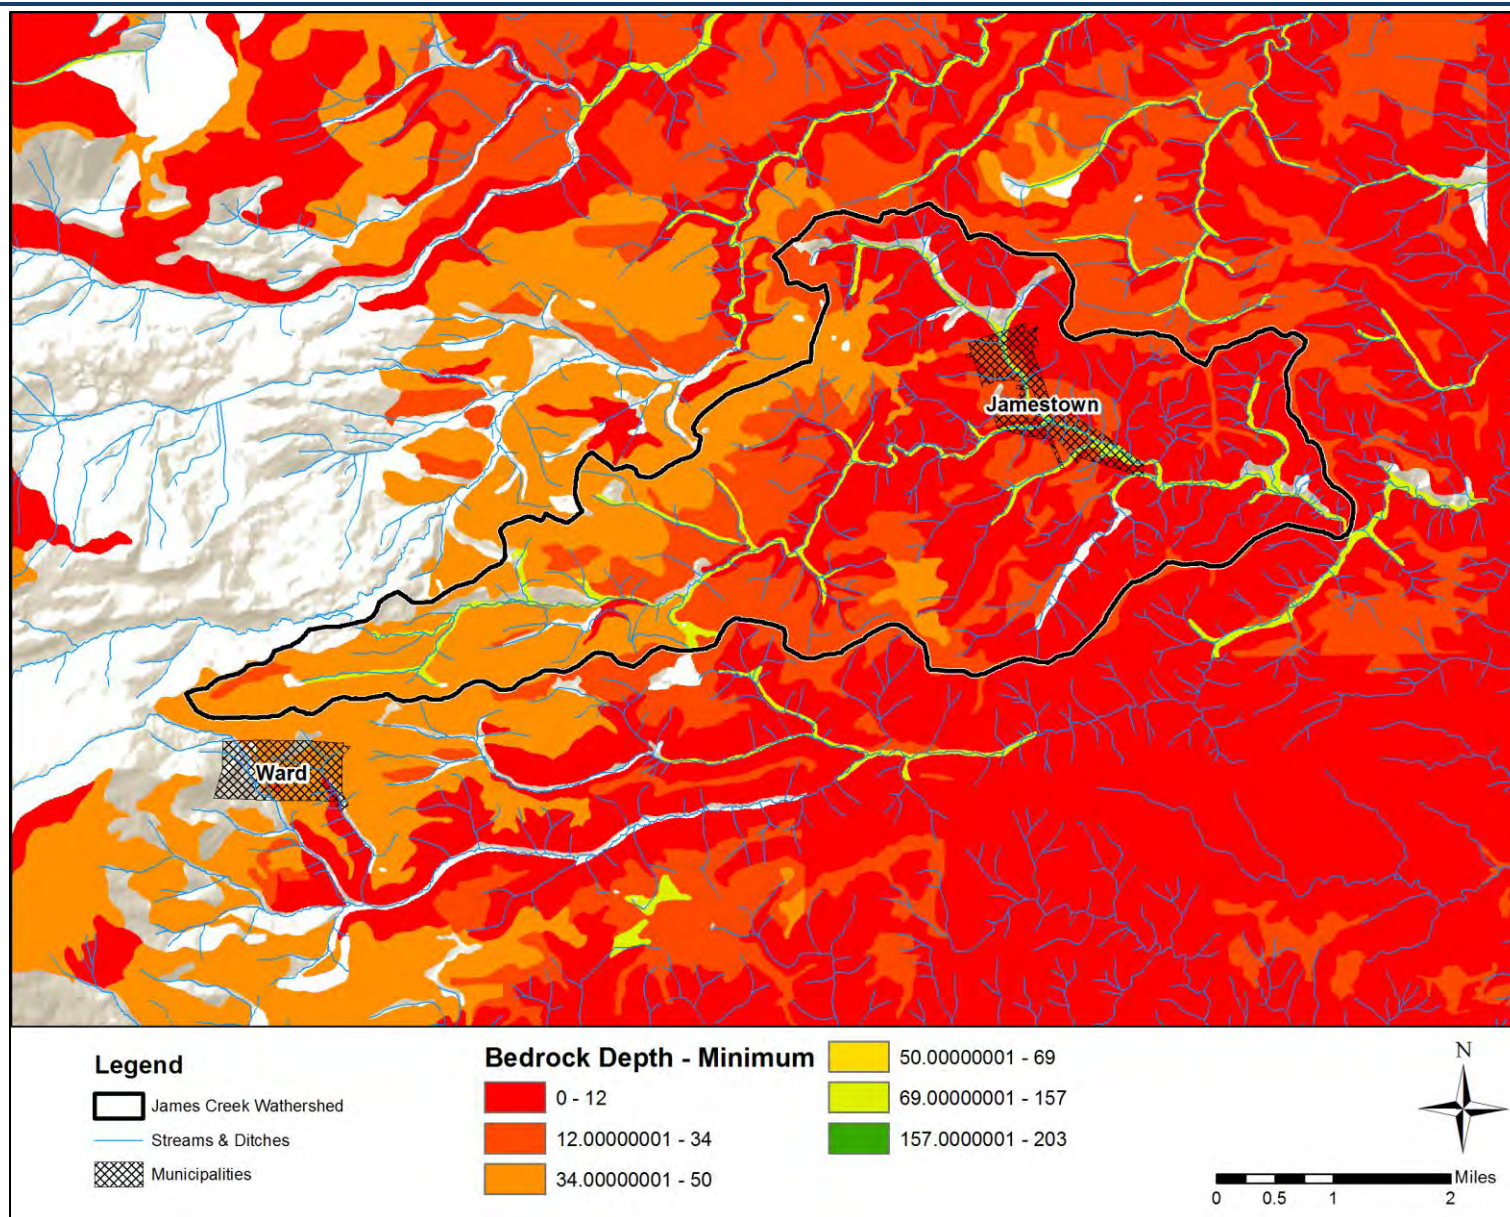 Jamestown
Ward
Legend
James Creek Wathershed
Streams & Ditches
Municipalities
Bedrock Depth - Minimum
0 - 12
12.00000001 - 34
34.00000001 - 50
50.00000001 - 69
69.00000001 - 157
157.0000001 - 203
N
Miles
0 0.5 1 2